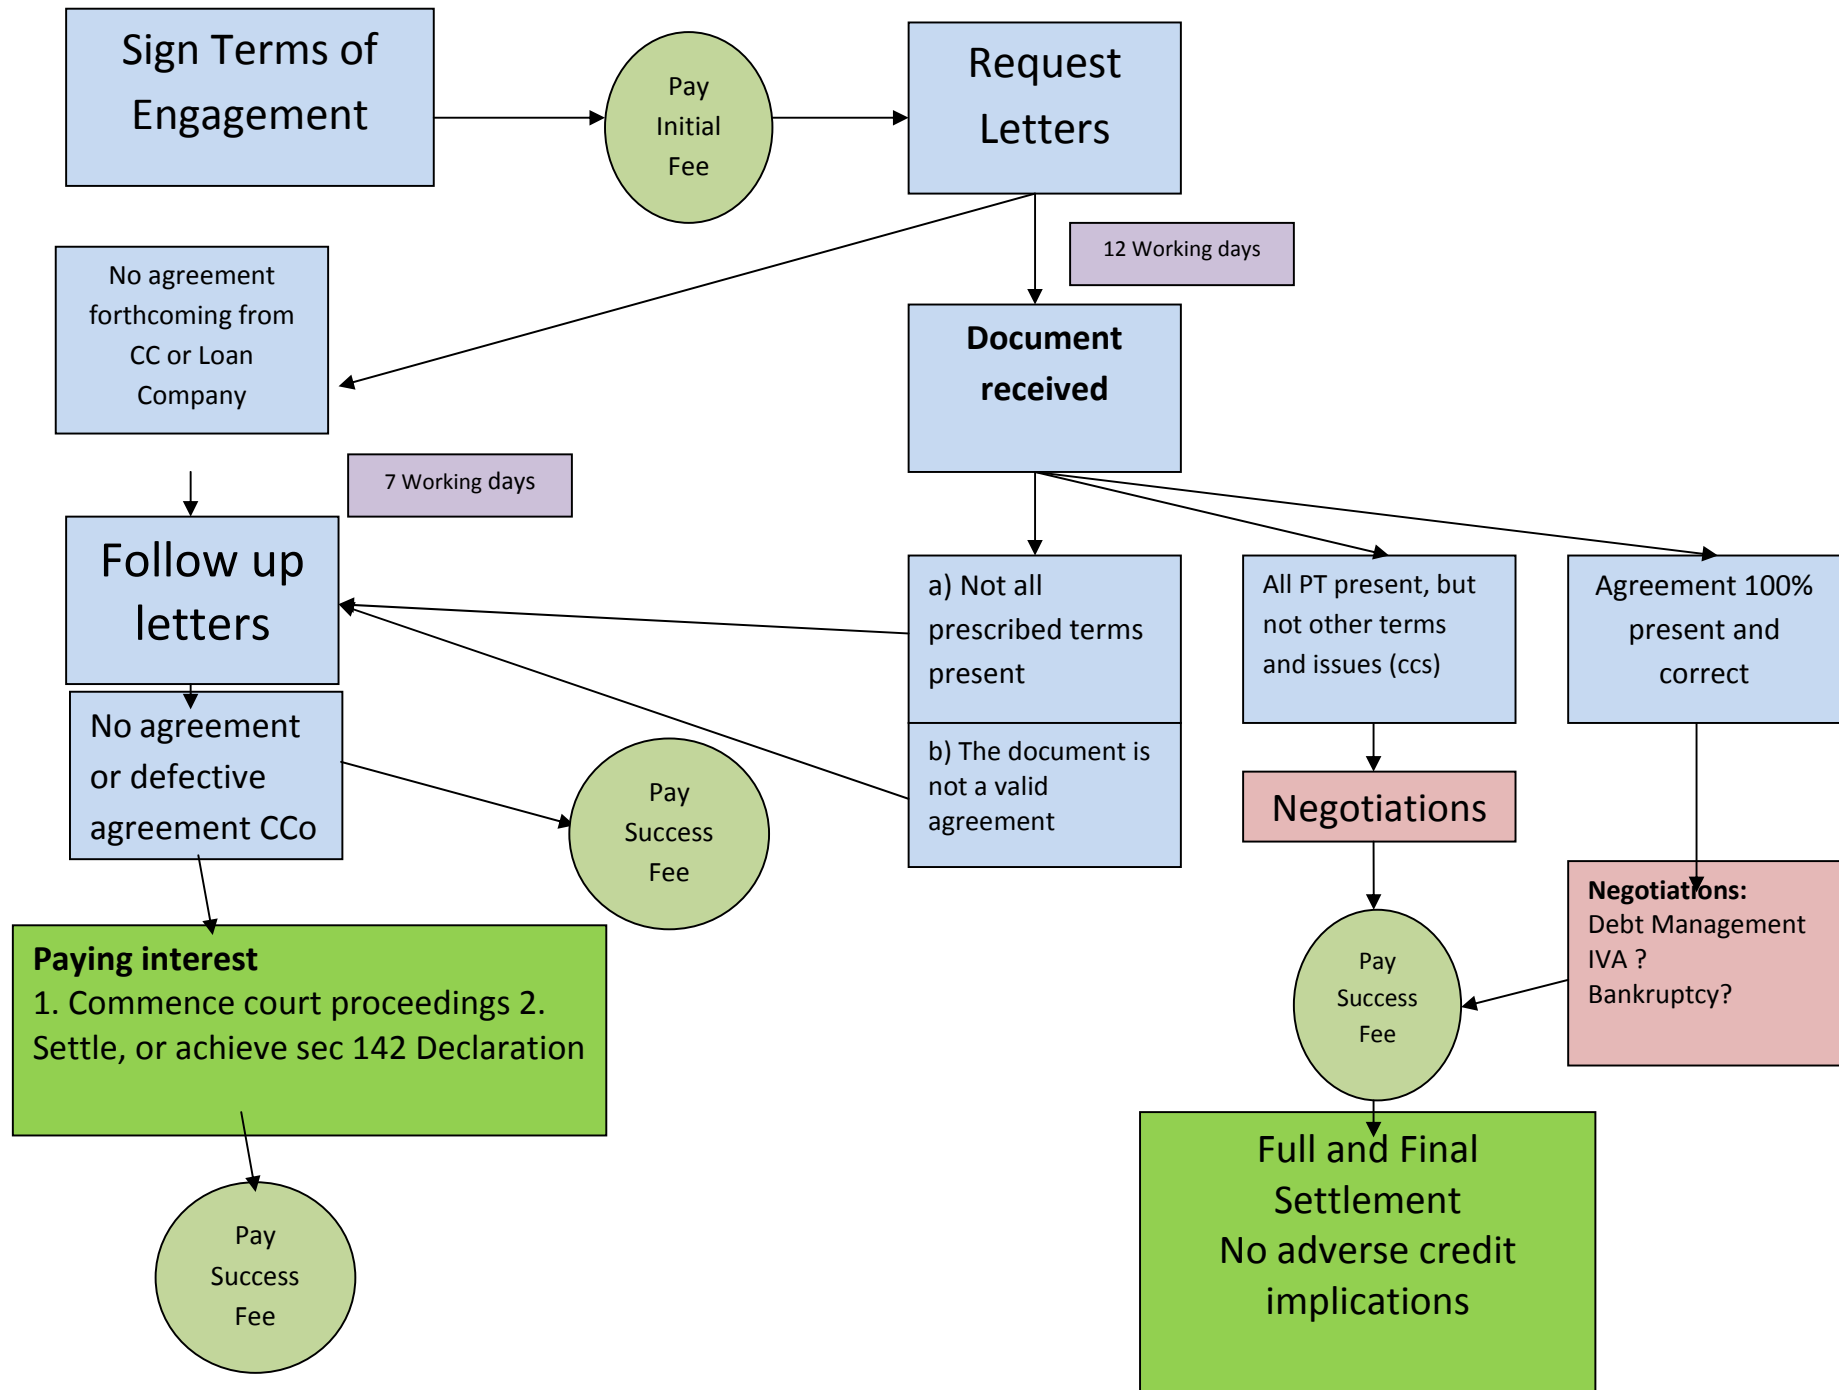 Sign Terms of
Engagement
Pay
Initial
Fee
Request
Letters
12 Working days
No agreement
forthcoming from
CC or Loan
Company
Document
received
7 Working days
Follow up
letters
a) Not all
prescribed terms
present
All PT present, but
not other terms
and issues (ccs)
Agreement 100%
present and
correct
No agreement
or defective
agreement CCo
Pay
Success
Fee
b) The document is
not a valid
agreement
Negotiations
Negotiations:
Debt Management
IVA ?
Bankruptcy?
Paying interest
1. Commence court proceedings 2.
Settle, or achieve sec 142 Declaration
Pay
Success
Fee
Full and Final
Settlement
No adverse credit
implications
Pay
Success
Fee